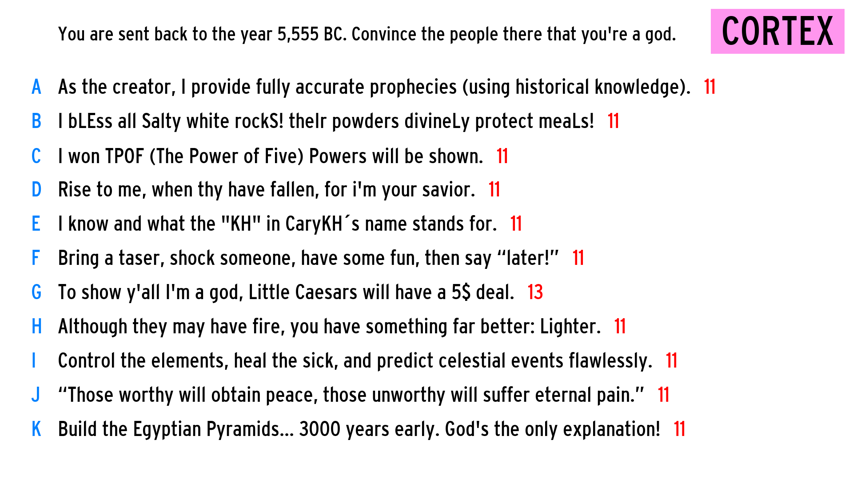 You are sent back to the year 5,555 BC. Convince the people there that you're a god.
CORTEX
A As the creator, I provide fully accurate prophecies (using historical knowledge). 11
B I bLEss all Salty white rockS! theIr powders divineLy protect meaLs! 11
C I won TPOF (The Power of Five) Powers will be shown. 11
D Rise to me, when thy have fallen, for i'm your savior. 11
E I know and what the "KH" in CaryKH´s name stands for. 11
F Bring a taser, shock someone, have some fun, then say “later!” 11
G To show y'all I'm a god, Little Caesars will have a 5$ deal. 13
H Although they may have fire, you have something far better: Lighter. 11
I Control the elements, heal the sick, and predict celestial events flawlessly. 11
J “Those worthy will obtain peace, those unworthy will suffer eternal pain.” 11
K Build the Egyptian Pyramids... 3000 years early. God's the only explanation! 11